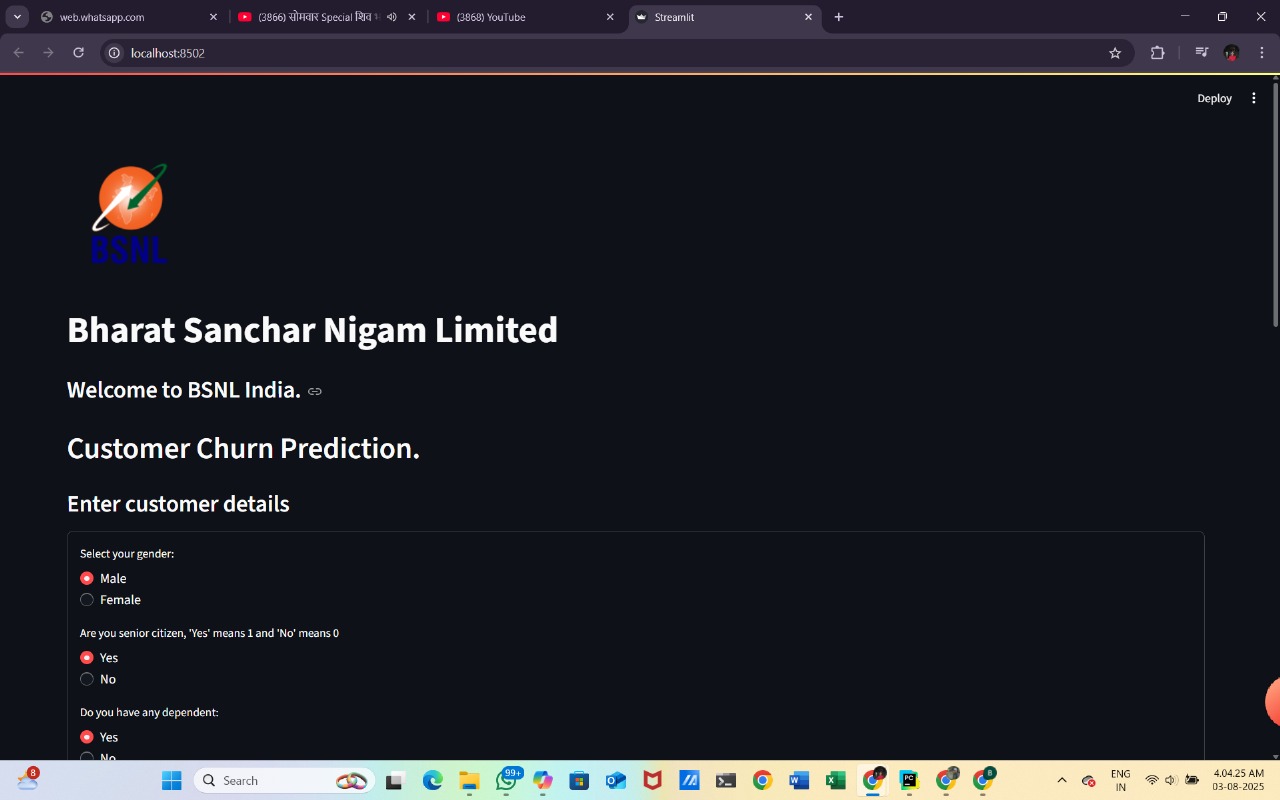 web.whatsapp.com
(3866) सोमवार Special शिव
(3868) YouTube
Streamlit
localhost:8502
Deploy
BSNL
Bharat Sanchar Nigam Limited
Welcome to BSNL India.
Customer Churn Prediction.
Enter customer details
Select your gender:
Male
Female
Are you senior citizen, 'Yes' means 1 and 'No' means 0
Yes
No
Do you have any dependent:
Yes
No
8
Search
99+
PC
8
ENG
IN
4.04.25 AM
03-08-2025